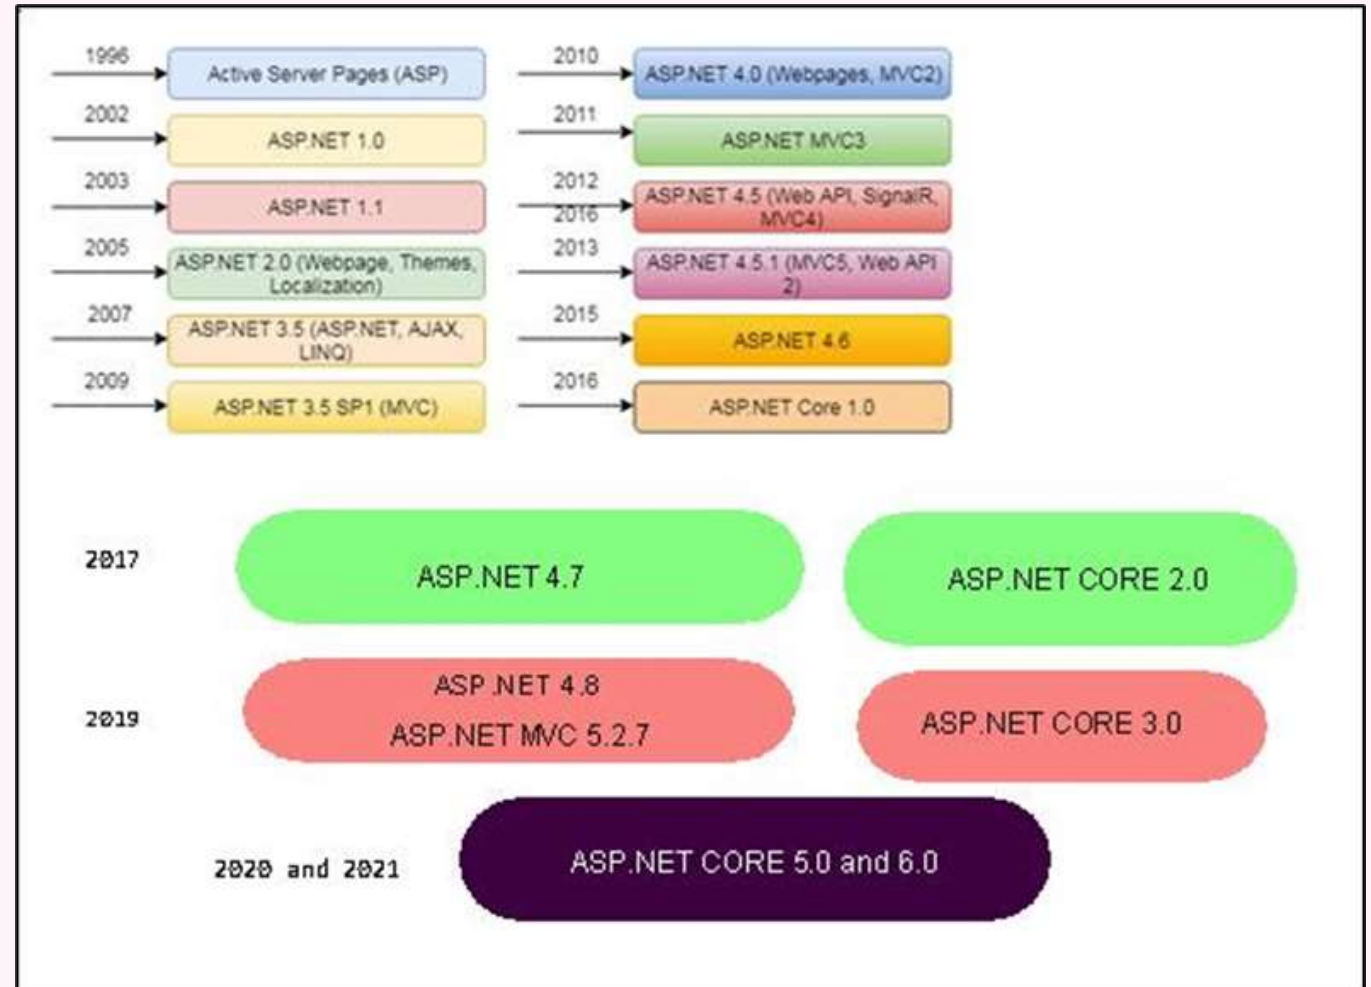 1996
Active Server Pages (ASP)
2002
ASP.NET 1.0
2003
ASP.NET 1.1
2005
ASP.NET 2.0 (Webpage, Themes,
Localization)
2007
ASP.NET 3.5 (ASP.NET, AJAX,
LINQ)
2009
ASP.NET 3.5 SP1 (MVC)
2010
ASP.NET 4.0 (Webpages, MVC2)
2011
ASP.NET MVC3
2012
2016
ASP.NET 4.5 (Web API, SignalR,
MVC4)
2013
ASP.NET 4.5.1 (MVC5, Web API
2)
2015
ASP.NET 4.6
2016
ASP.NET Core 1.0
2017
ASP.NET 4.7
ASP.NET CORE 2.0
2019
ASP.NET 4.8
ASP.NET MVC 5.2.7
ASP.NET CORE 3.0
2020 and 2021
ASP.NET CORE 5.0 and 6.0